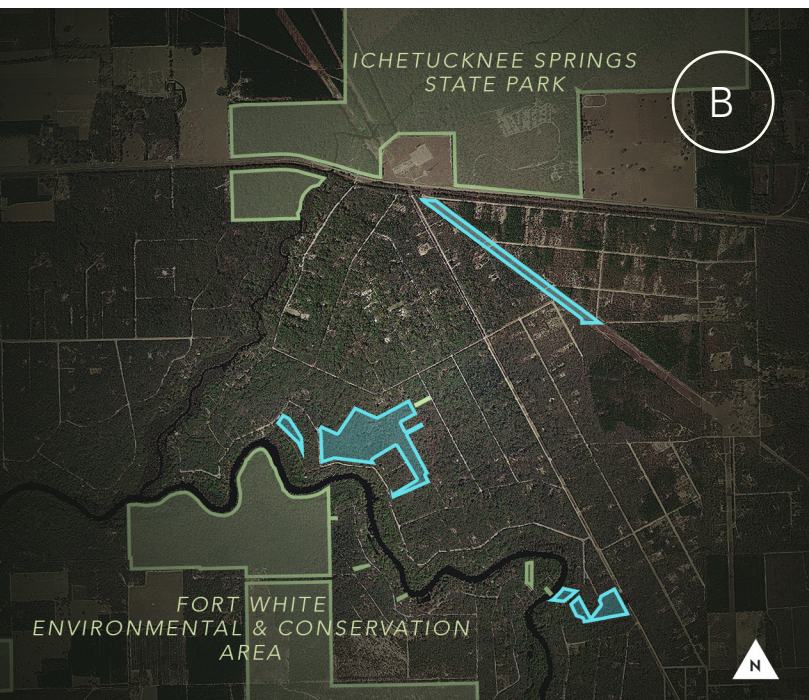 ICHETUCKNEE SPRINGS
STATE PARK
B
FORT WHITE
ENVIRONMENTAL & CONSERVATION
AREA
N